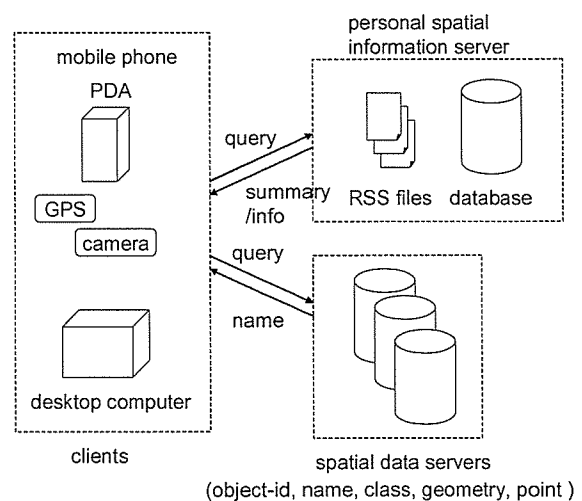 personal spatial
information server
mobile phone
PDA
query
summary
/info
RSS files
database
GPS
camera
query
name
desktop computer
clients
spatial data servers
(object-id, name, class, geometry, point )